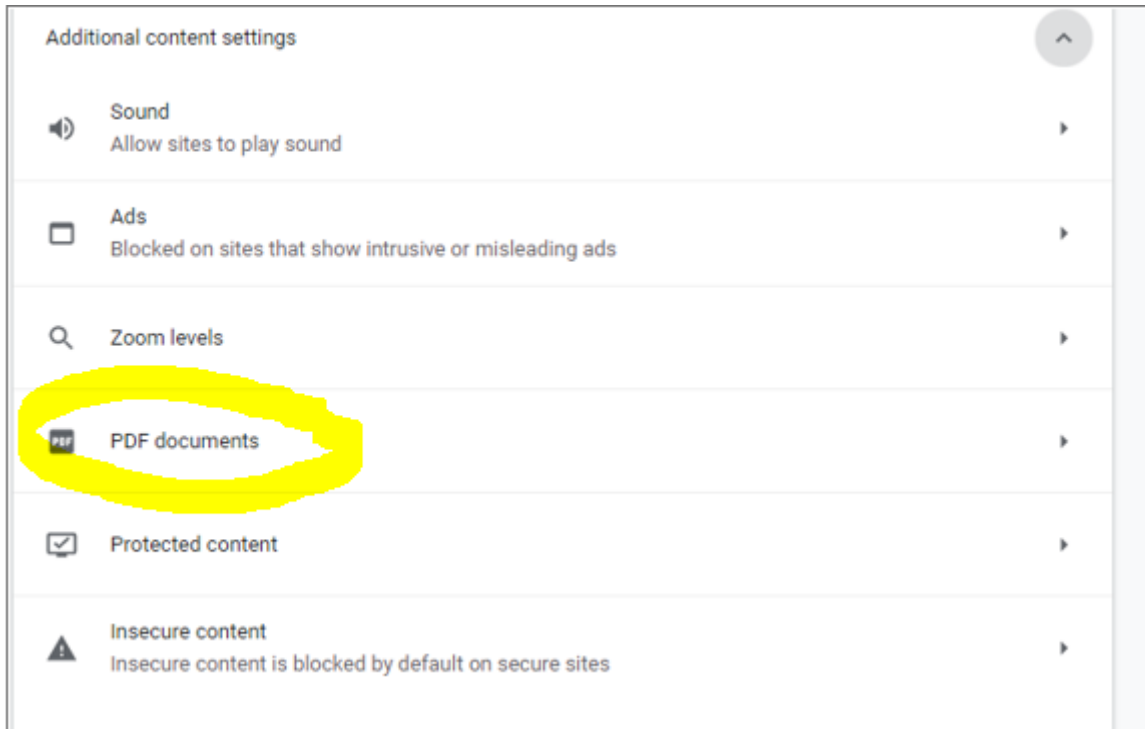 Additional content settings
Sound
Allow sites to play sound
Ads
Blocked on sites that show intrusive or misleading ads
Zoom levels
PDF
PDF documents
Protected content
Insecure content
Insecure content is blocked by default on secure sites